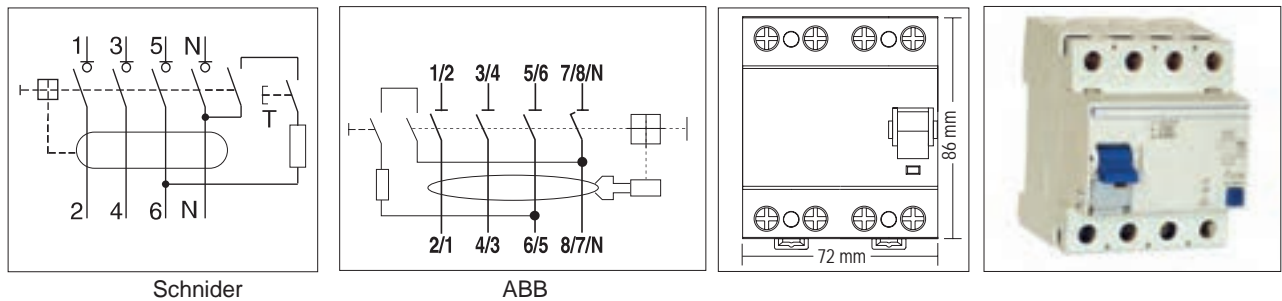 1 3 5 N
T
2 4 6 N
Schnider
1/2 3/4 5/6 7/8/N
2/1 4/3 6/5 8/7/N
ABB
86 mm
72 mm